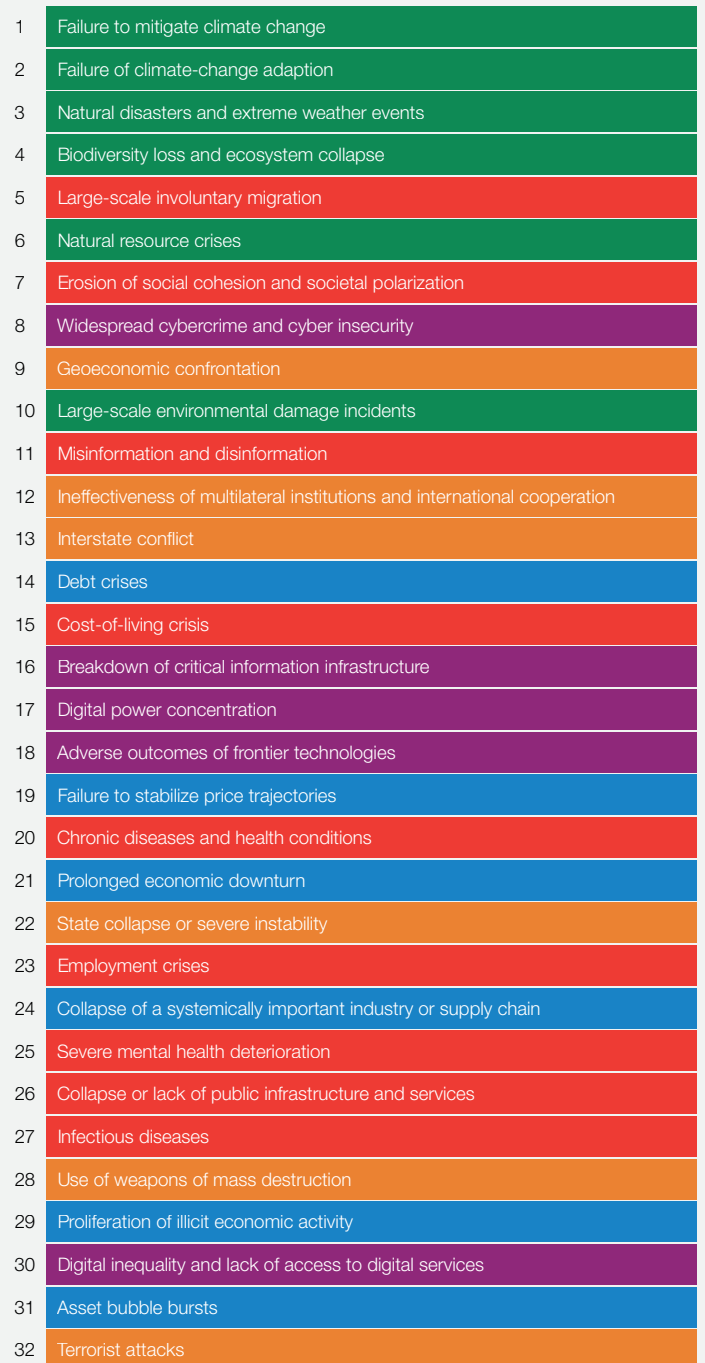 1 Failure to mitigate climate change
2 Failure of climate-change adaption
3 Natural disasters and extreme weather events
4 Biodiversity loss and ecosystem collapse
5 Large-scale involuntary migration
6 Natural resource crises
7 Erosion of social cohesion and societal polarization
8 Widespread cybercrime and cyber insecurity
9 Geoeconomic confrontation
10 Large-scale environmental damage incidents
11 Misinformation and disinformation
12 Ineffectiveness of multilateral institutions and international cooperation
13 Interstate conflict
14 Debt crises
15 Cost-of-living crisis
16 Breakdown of critical information infrastructure
17 Digital power concentration
18 Adverse outcomes of frontier technologies
19 Failure to stabilize price trajectories
20 Chronic diseases and health conditions
21 Prolonged economic downturn
22 State collapse or severe instability
23 Employment crises
24 Collapse of a systemically important industry or supply chain
25 Severe mental health deterioration
26 Collapse or lack of public infrastructure and services
27 Infectious diseases
28 Use of weapons of mass destruction
29 Proliferation of illicit economic activity
30 Digital inequality and lack of access to digital services
31 Asset bubble bursts
32 Terrorist attacks